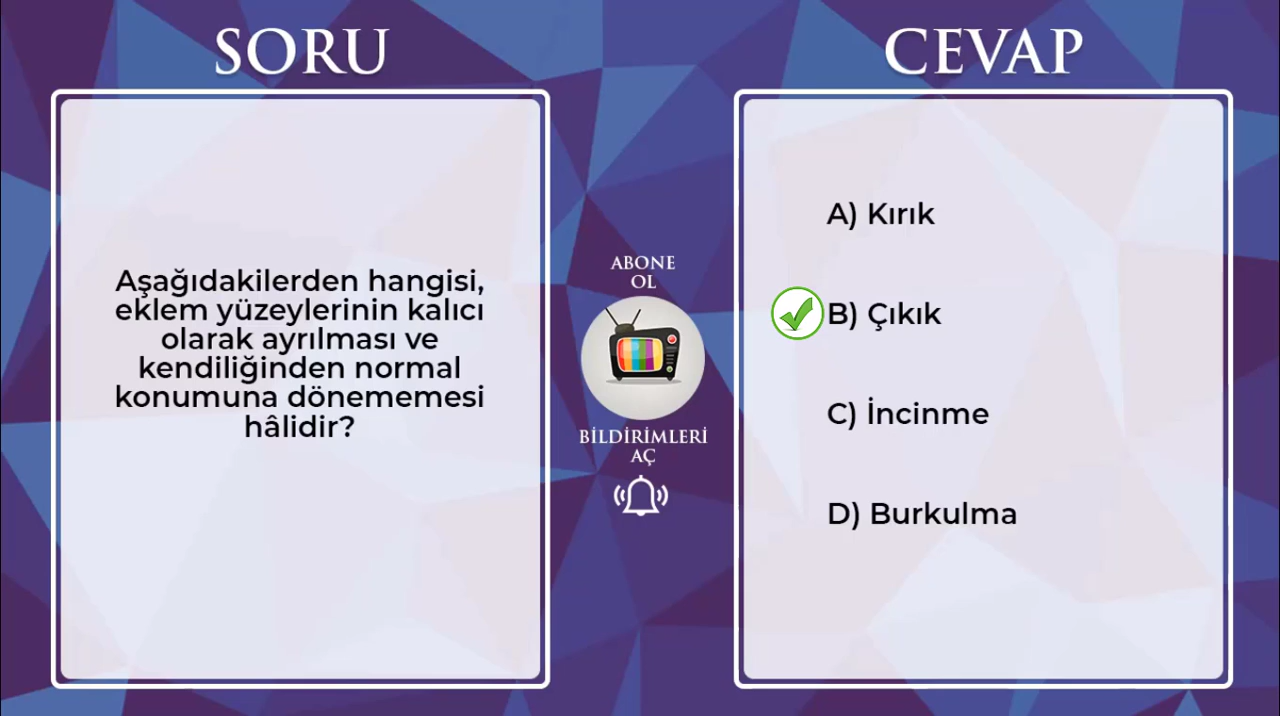 SORU
Aşağıdakilerden hangisi,
eklem yüzeylerinin kalıcı
olarak ayrılması ve
kendiliğinden normal
konumuna dönememesi
hâlidir?
ABONE
OL
BİLDİRİMLERİ
AÇ
CEVAP
A) Kırık
B) Çıkık
C) İncinme
D) Burkulma